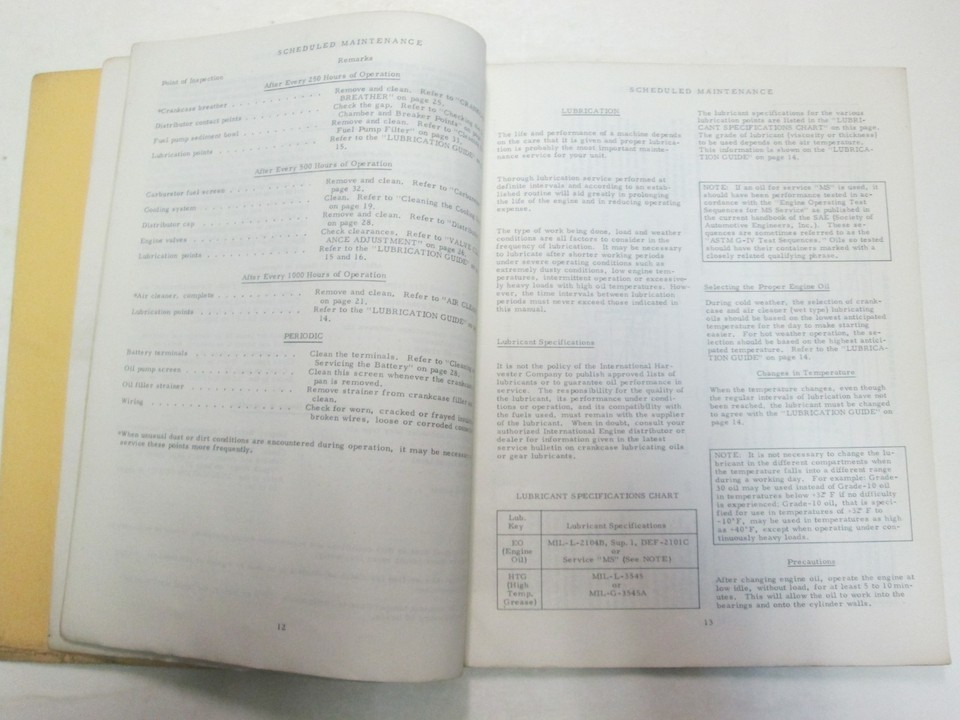 SCHEDULED MAINTENANCE
Point of Inspection
Remarks
After Every 250 Hours of Operation
*Crankcase breather
Remove and clean. Refer to "CRANK
BREATHER" on page 25.
Distributor contact points
Check the gap. Refer to "Checking
Chamber and Breaker Points" on
Fuel pump sediment bowl
Remove and clean. Refer to
Fuel Pump Filter" on page 31.
Lubrication points
Refer to the "LUBRICATION GUIDE" on
15.
After Every 500 Hours of Operation
Carburetor fuel screen
Remove and clean. Refer to "Carbure
page 32.
Cooling system
Clean. Refer to "Cleaning the Cooling
on page 19.
Distributor cap
Remove and clean. Refer to "Distribut
on page 28.
Engine valves
Check clearances. Refer to "VALVE
ANCE ADJUSTMENT" on page
Lubrication points
Refer to the "LUBRICATION GUIDE" on
15 and 16.
After Every 1000 Hours of Operation
*Air cleaner, complete
Remove and clean. Refer to "AIR CLEA
on page 21.
Lubrication points
Refer to the "LUBRICATION GUIDE" on
14.
PERIODIC
Battery terminals
Clean the terminals. Refer to "Cleaning
Servicing the Battery" on page 28.
Oil pump screen
Clean this screen whenever the crankcase
pan is removed.
Oil filler strainer
Remove strainer from crankcase filler
clean.
Wiring
Check for worn, cracked or frayed
broken wires, loose or corroded
*When unusual dust or dirt conditions are encountered during operation, it may be necess
service these points more frequently.
12
SCHEDULED MAINTENANCE
LUBRICATION
The life and performance of a machine depends
on the care that it is given and proper lubrica-
tion is probably the most important mainte-
nance service for your unit.
Thorough lubrication service performed at
definite intervals and according to an estab-
lished routine will aid greatly in prolonging
the life of the engine and in reducing operating
expense.
The type of work being done, load and weather
conditions are all factors to consider in the
frequency of lubrication. It may be necessary
to lubricate after shorter working periods
under severe operating conditions such as
extremely dusty conditions, low engine tem-
peratures, intermittent operation or excessive-
ly heavy loads with high oil temperatures. How-
ever, the time intervals between lubrication
periods must never exceed those indicated in
this manual.
Lubricant Specifications
It is not the policy of the International Har-
vester Company to publish approved lists of
lubricants or to guarantee oil performance in
service. The responsibility for the quality of
the lubricant, its performance under condi-
tions or operation, and its compatibility with
the fuels used, must remain with the supplier
of the lubricant. When in doubt, consult your
authorized International Engine distributor or
dealer for information given in the latest
service bulletin on crankcase lubricating oils
or gear lubricants.
LUBRICANT SPECIFICATIONS CHART
Lub.
Key
Lubricant Specifications
EO
(Engine
Oil)
MIL-L-2104B, Sup. 1, DEF-2101C
or
Service "MS" (See NOTE)
HTG
(High
Temp.
Grease)
MIL-L-3545
or
MIL-G-3545A
The lubricant specifications for the various
lubrication points are listed in the "LUBRI-
CANT SPECIFICATIONS CHART" on this page.
The grade of lubricant (viscosity or thickness)
to be used depends on the air temperature.
This information is shown on the "LUBRICA-
TION GUIDE" on page 14.
NOTE: If an oil for service "MS" is used, it
should have been performance tested in ac-
cordance with the "Engine Operating Test
Sequences for MS Service" as published in
the current handbook of the SAE (Society of
Automotive Engineers, Inc.). These se-
quences are sometimes referred to as the
"ASTM G-IV Test Sequences." Oils so tested
should have their containers marked with a
closely related qualifying phrase.
Selecting the Proper Engine Oil
During cold weather, the selection of crank-
case and air cleaner (wet type) lubricating
oils should be based on the lowest anticipated
temperature for the day to make starting
easier. For hot weather operation, the se-
lection should be based on the highest antici-
pated temperature. Refer to the "LUBRICA-
TION GUIDE" on page 14.
Changes in Temperature
When the temperature changes, even though
the regular intervals of lubrication have not
been reached, the lubricant must be changed
to agree with the "LUBRICATION GUIDE" on
page 14.
NOTE: It is not necessary to change the lu-
bricant in the different compartments when
the temperature falls into a different range
during a working day. For example: Grade-
30 oil may be used instead of Grade-10 oil
in temperatures below +32° F if no difficulty
is experienced; Grade-10 oil, that is speci-
fied for use in temperatures of +32° F to
-10°F, may be used in temperatures as high
as +40°F, except when operating under con-
tinuously heavy loads.
Precautions
After changing engine oil, operate the engine at
low idle, without load, for at least 5 to 10 min-
utes. This will allow the oil to work into the
bearings and onto the cylinder walls.
13